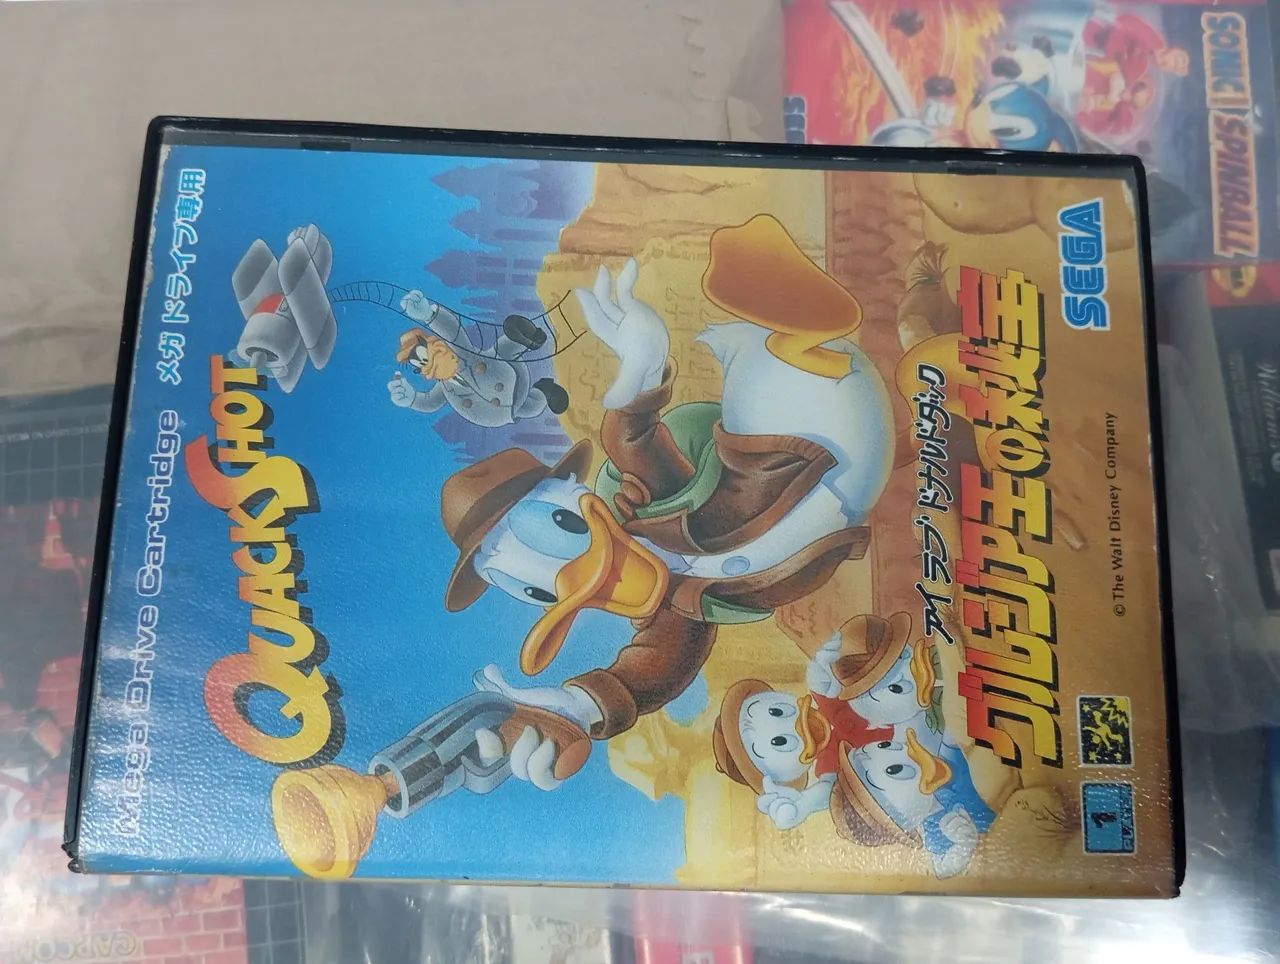 Mega Drive Cartridge メガドライブ専用
QUACKSHOT
アイラブドナルドダック
グルジア王の秘宝
© The Walt Disney Company
SEGA
1
SONIC SPINBALL
CAPCOM